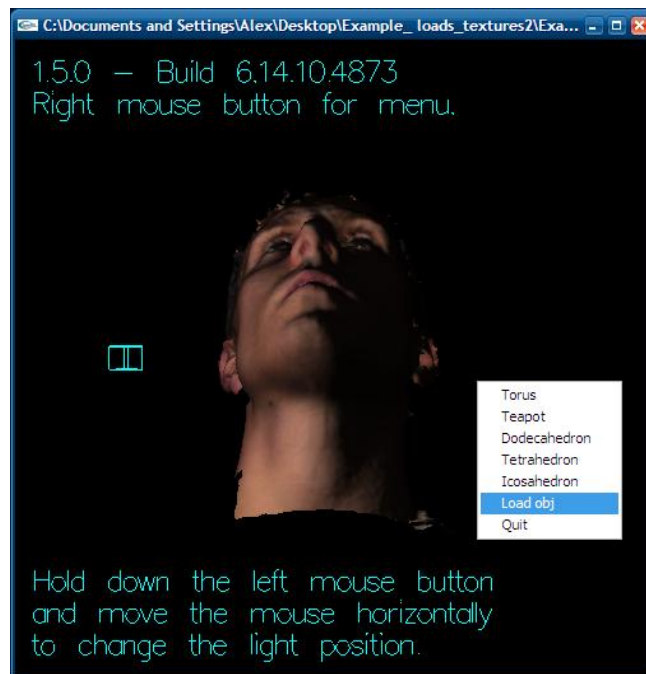 C:\Documents and Settings\Alex\Desktop\Example_ loads_textures2\Exa...
1.5.0 – Build 6.14.10.4873
Right mouse button for menu.
Torus
Teapot
Dodecahedron
Tetrahedron
Icosahedron
Load obj
Quit
Hold down the left mouse button
and move the mouse horizontally
to change the light position.